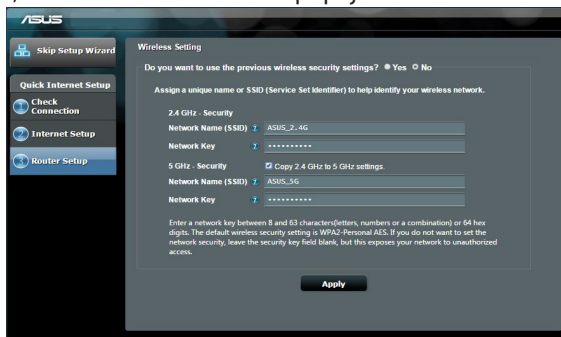 ASUS
Skip Setup Wizard
Quick Internet Setup
1 Check
Connection
2 Internet Setup
3 Router Setup
Wireless Setting
Do you want to use the previous wireless security settings? Yes No
Assign a unique name or SSID (Service Set Identifier) to help identify your wireless network.
2.4 GHz - Security
Network Name (SSID) ? ASUS_2.4G
Network Key ? ··········
5 GHz - Security Copy 2.4 GHz to 5 GHz settings.
Network Name (SSID) ? ASUS_5G
Network Key ? ··········
Enter a network key between 8 and 63 characters(letters, numbers or a combination) or 64 hex
digits. The default wireless security setting is WPA2-Personal AES. If you do not want to set the
network security, leave the security key field blank, but this exposes your network to unauthorized
access.
Apply